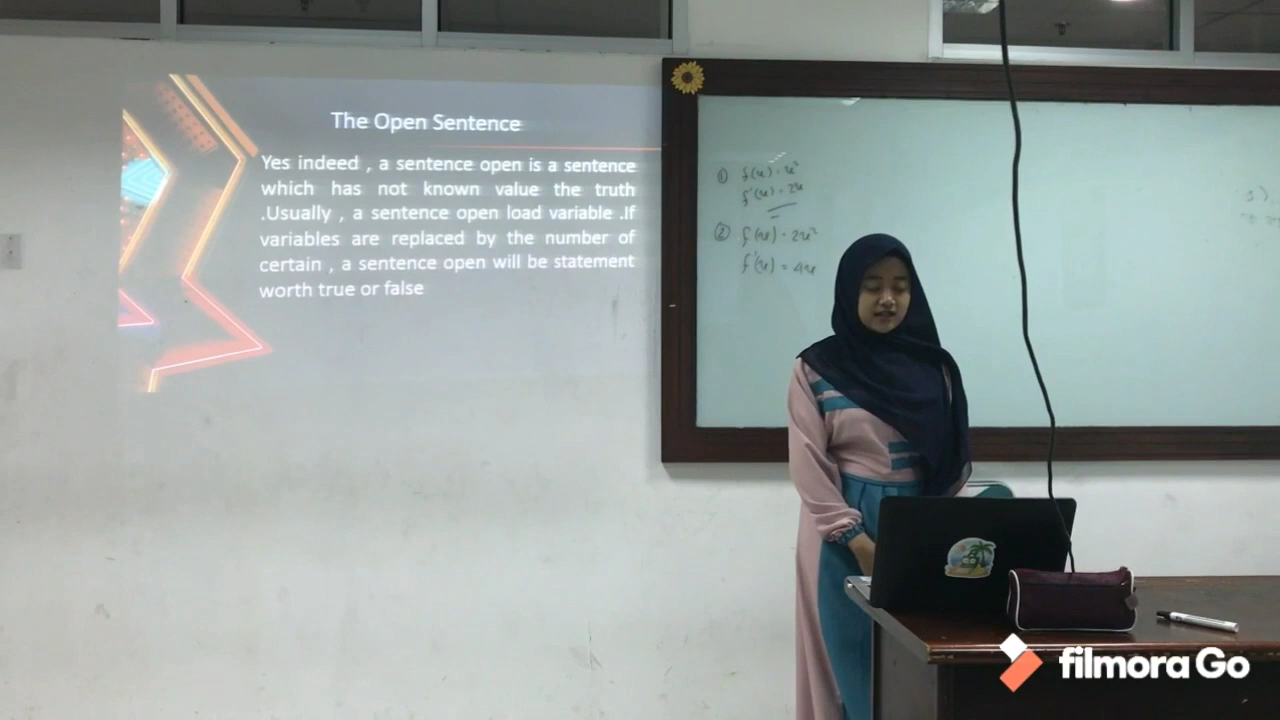 The Open Sentence
Yes indeed , a sentence open is a sentence
which has not known value the truth
.Usually , a sentence open load variable .If
variables are replaced by the number of
certain , a sentence open will be statement
worth true or false
① f(x) = x²
f'(x) = 2x
② f(x) = 2x²
f'(x) = 4x
filmora Go